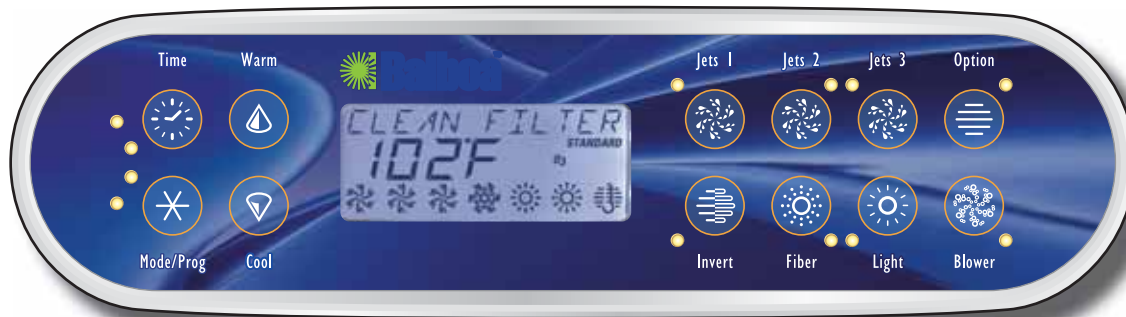 Time Warm
Mode/Prog Cool
CLEAN FILTER
STANDARD
102°F O3
Jets 1 Jets 2 Jets 3 Option
Invert Fiber Light Blower